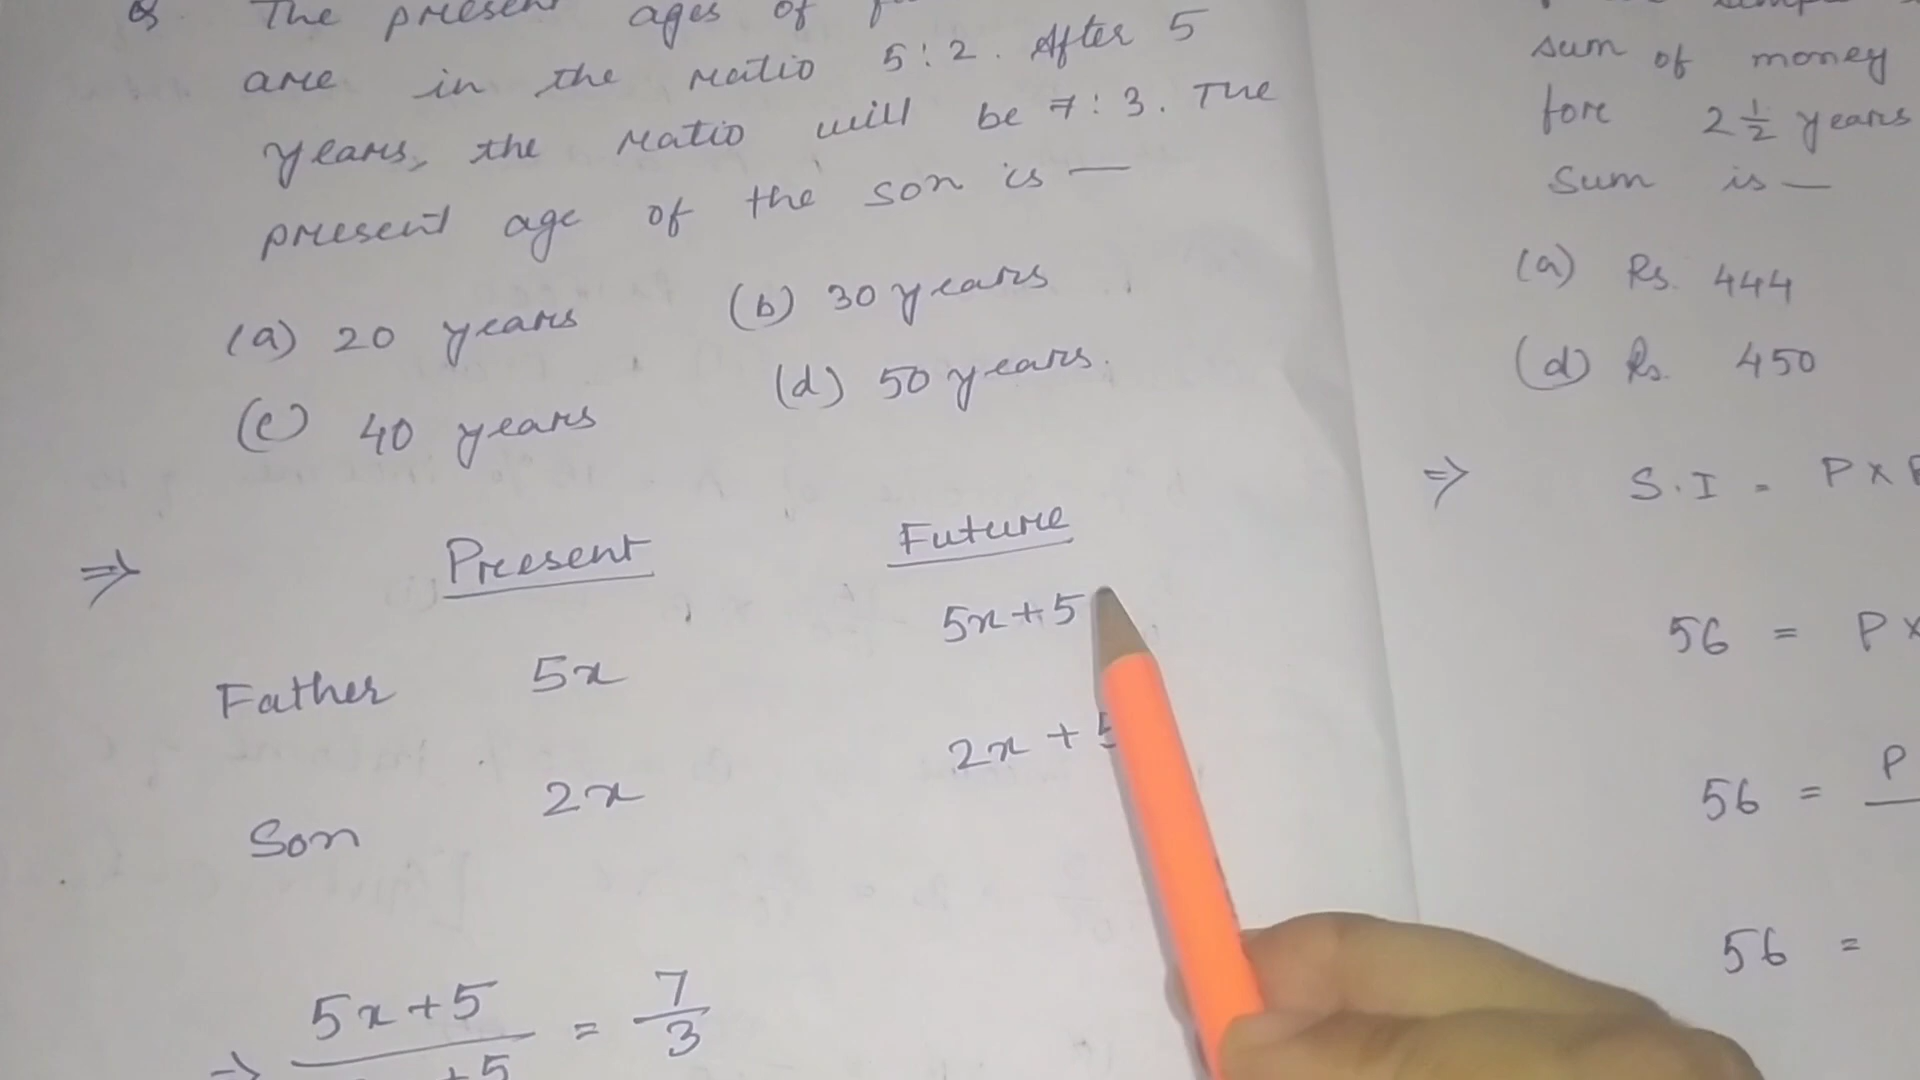 The present ages of
are in the ratio 5:2. After 5
years, the ratio will be 7:3. The
present age of the son is —
(a) 20 years (b) 30 years
(c) 40 years (d) 50 years.
⇒ Present Future
Father 5x 5x+5
Son 2x 2x + 5
⇒ 5x+5 = 7
+5 3
sum of money
for 2 1/2 years
sum is —
(a) Rs. 444
(d) Rs. 450
⇒ S.I = P×
56 = P×
56 = P
56 =